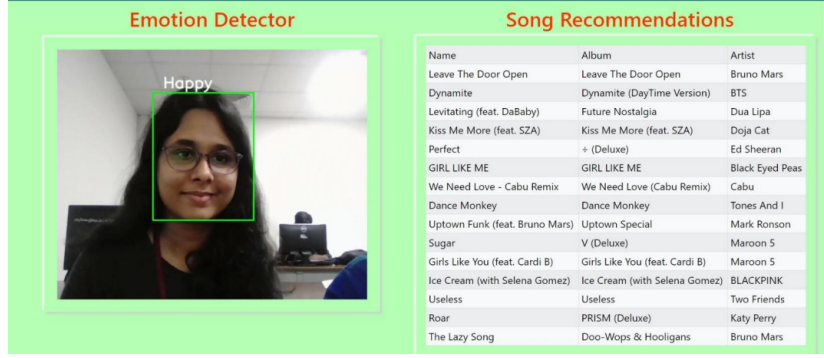 Emotion Detector
Song Recommendations
Happy
Name Album Artist
Leave The Door Open Leave The Door Open Bruno Mars
Dynamite Dynamite (DayTime Version) BTS
Levitating (feat. DaBaby) Future Nostalgia Dua Lipa
Kiss Me More (feat. SZA) Kiss Me More (feat. SZA) Doja Cat
Perfect ÷ (Deluxe) Ed Sheeran
GIRL LIKE ME GIRL LIKE ME Black Eyed Peas
We Need Love - Cabu Remix We Need Love (Cabu Remix) Cabu
Dance Monkey Dance Monkey Tones And I
Uptown Funk (feat. Bruno Mars) Uptown Special Mark Ronson
Sugar V (Deluxe) Maroon 5
Girls Like You (feat. Cardi B) Girls Like You (feat. Cardi B) Maroon 5
Ice Cream (with Selena Gomez) Ice Cream (with Selena Gomez) BLACKPINK
Useless Useless Two Friends
Roar PRISM (Deluxe) Katy Perry
The Lazy Song Doo-Wops & Hooligans Bruno Mars